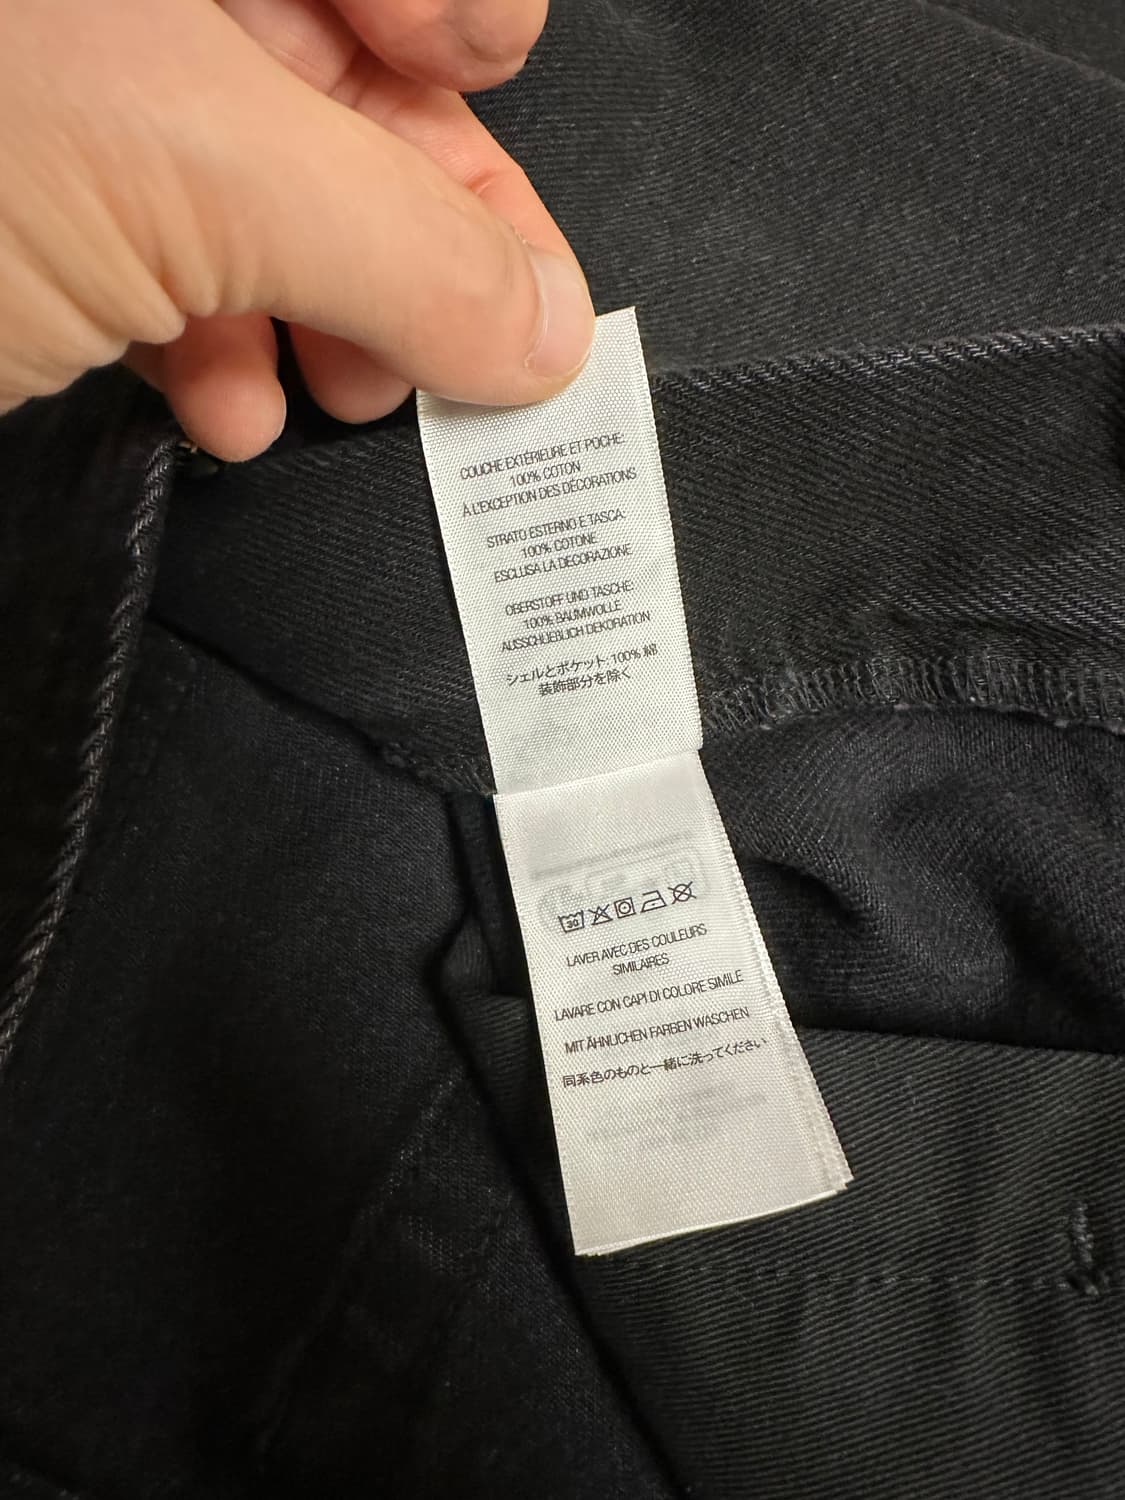 COUCHE EXTÉRIEURE ET POCHE:
100% COTON
À L'EXCEPTION DES DÉCORATIONS
STRATO ESTERNO E TASCA:
100% COTONE
ESCLUSA LA DECORAZIONE
OBERSTOFF UND TASCHE:
100% BAUMWOLLE
AUSSCHLIEßLICH DEKORATION
シェルとポケット: 100% 綿
装飾部分を除く
30
LAVER AVEC DES COULEURS
SIMILAIRES
LAVARE CON CAPI DI COLORE SIMILE
MIT ÄHNLICHEN FARBEN WASCHEN
同系色のものと一緒に洗ってください